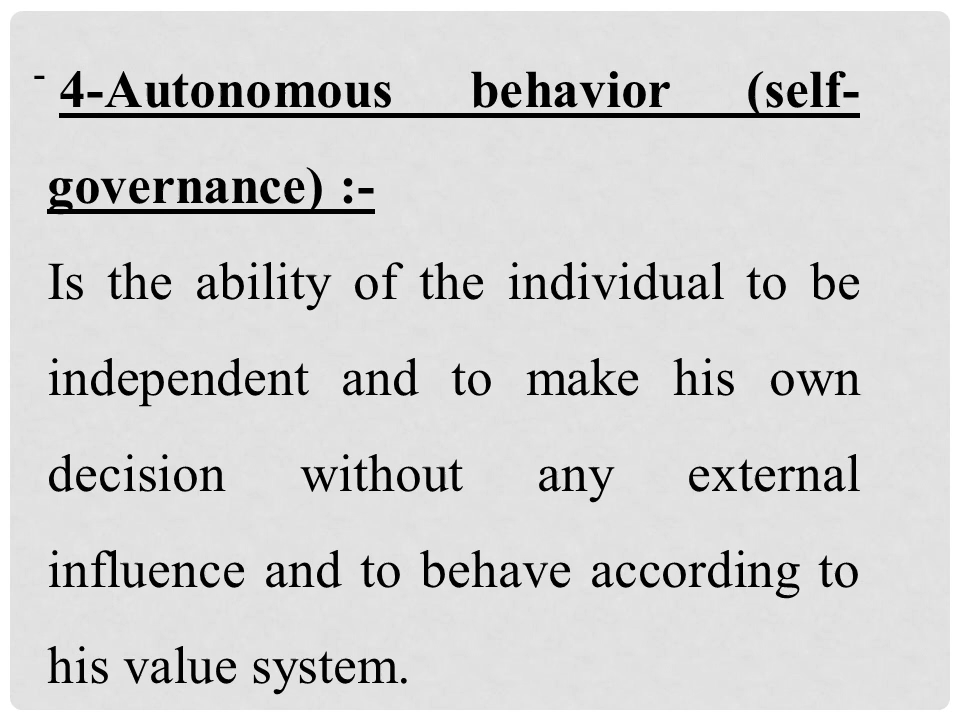 - 4-Autonomous behavior (self-
governance) :-
Is the ability of the individual to be
independent and to make his own
decision without any external
influence and to behave according to
his value system.